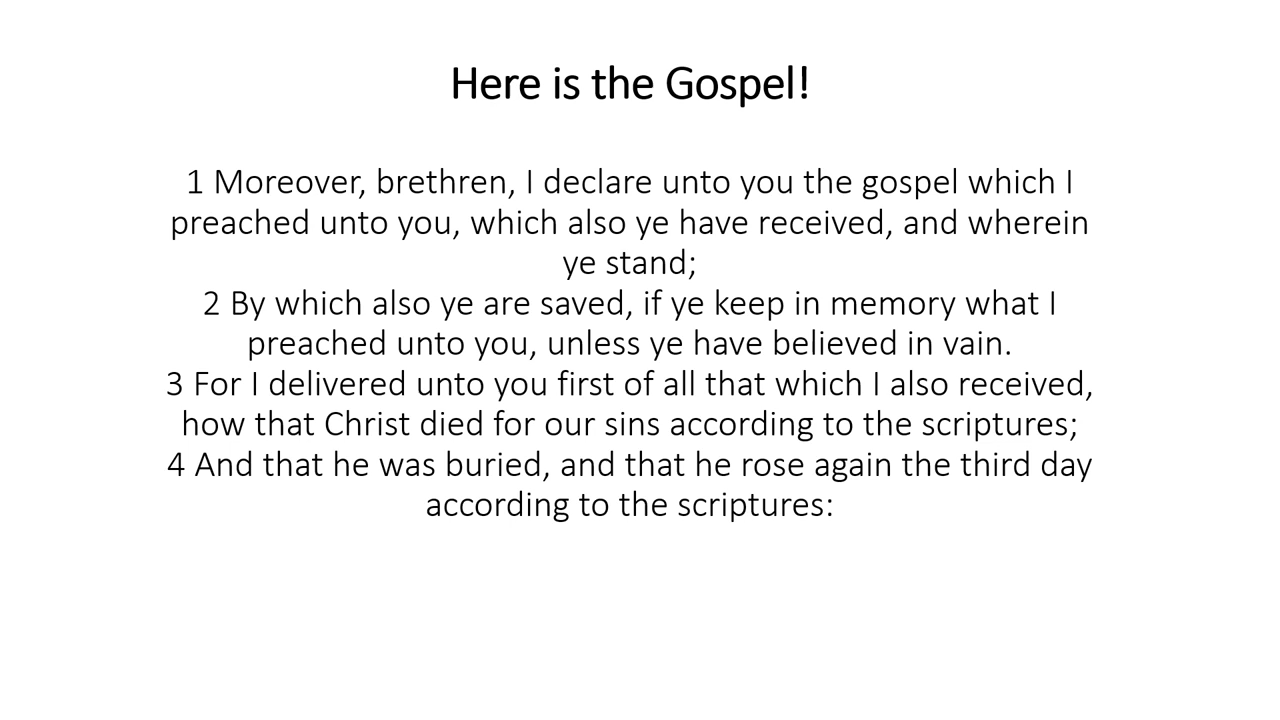 Here is the Gospel!
1 Moreover, brethren, I declare unto you the gospel which I
preached unto you, which also ye have received, and wherein
ye stand;
2 By which also ye are saved, if ye keep in memory what I
preached unto you, unless ye have believed in vain.
3 For I delivered unto you first of all that which I also received,
how that Christ died for our sins according to the scriptures;
4 And that he was buried, and that he rose again the third day
according to the scriptures: